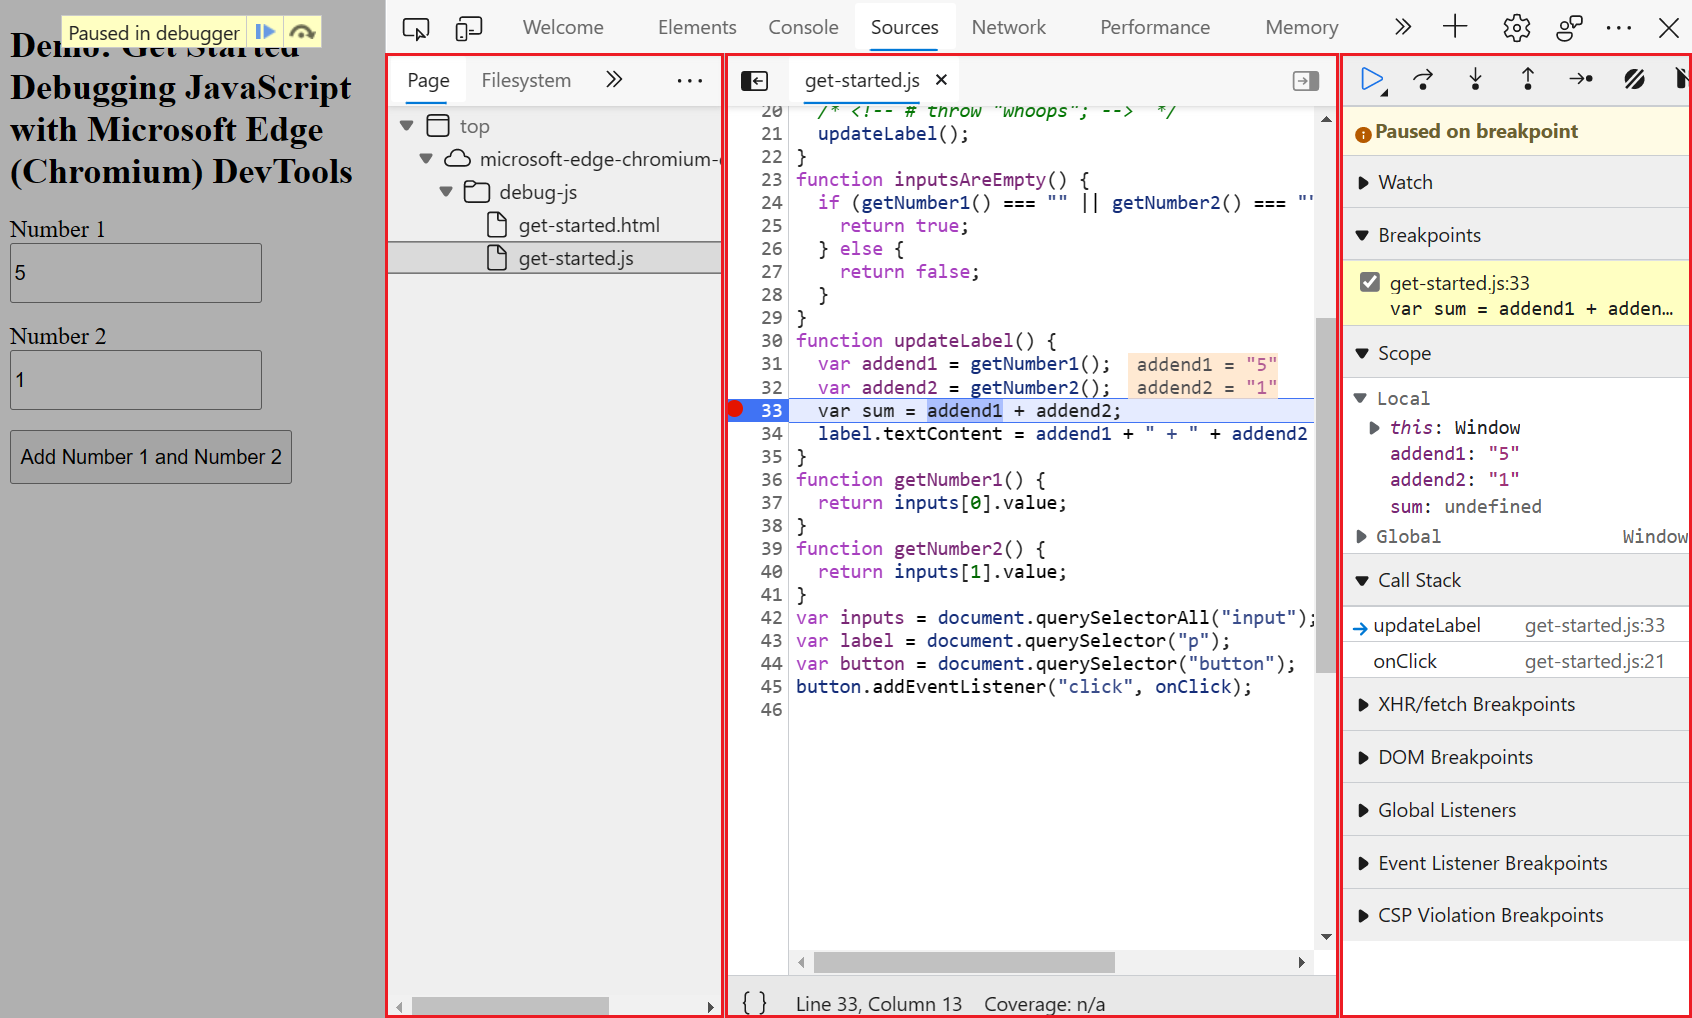 Paused in debugger
Demo: Get Started
Debugging JavaScript
with Microsoft Edge
(Chromium) DevTools
Number 1
5
Number 2
1
Add Number 1 and Number 2
Welcome Elements Console Sources Network Performance Memory
Page Filesystem
top
microsoft-edge-chromium-
debug-js
get-started.html
get-started.js
get-started.js
20 /* <!-- # throw "whoops"; --> */
21 updateLabel();
22 }
23 function inputsAreEmpty() {
24 if (getNumber1() === "" || getNumber2() === "
25 return true;
26 } else {
27 return false;
28 }
29 }
30 function updateLabel() {
31 var addend1 = getNumber1(); addend1 = "5"
32 var addend2 = getNumber2(); addend2 = "1"
33 var sum = addend1 + addend2;
34 label.textContent = addend1 + " + " + addend2
35 }
36 function getNumber1() {
37 return inputs[0].value;
38 }
39 function getNumber2() {
40 return inputs[1].value;
41 }
42 var inputs = document.querySelectorAll("input");
43 var label = document.querySelector("p");
44 var button = document.querySelector("button");
45 button.addEventListener("click", onClick);
46
{ } Line 33, Column 13 Coverage: n/a
Paused on breakpoint
Watch
Breakpoints
get-started.js:33
var sum = addend1 + adden…
Scope
Local
this: Window
addend1: "5"
addend2: "1"
sum: undefined
Global Window
Call Stack
updateLabel get-started.js:33
onClick get-started.js:21
XHR/fetch Breakpoints
DOM Breakpoints
Global Listeners
Event Listener Breakpoints
CSP Violation Breakpoints